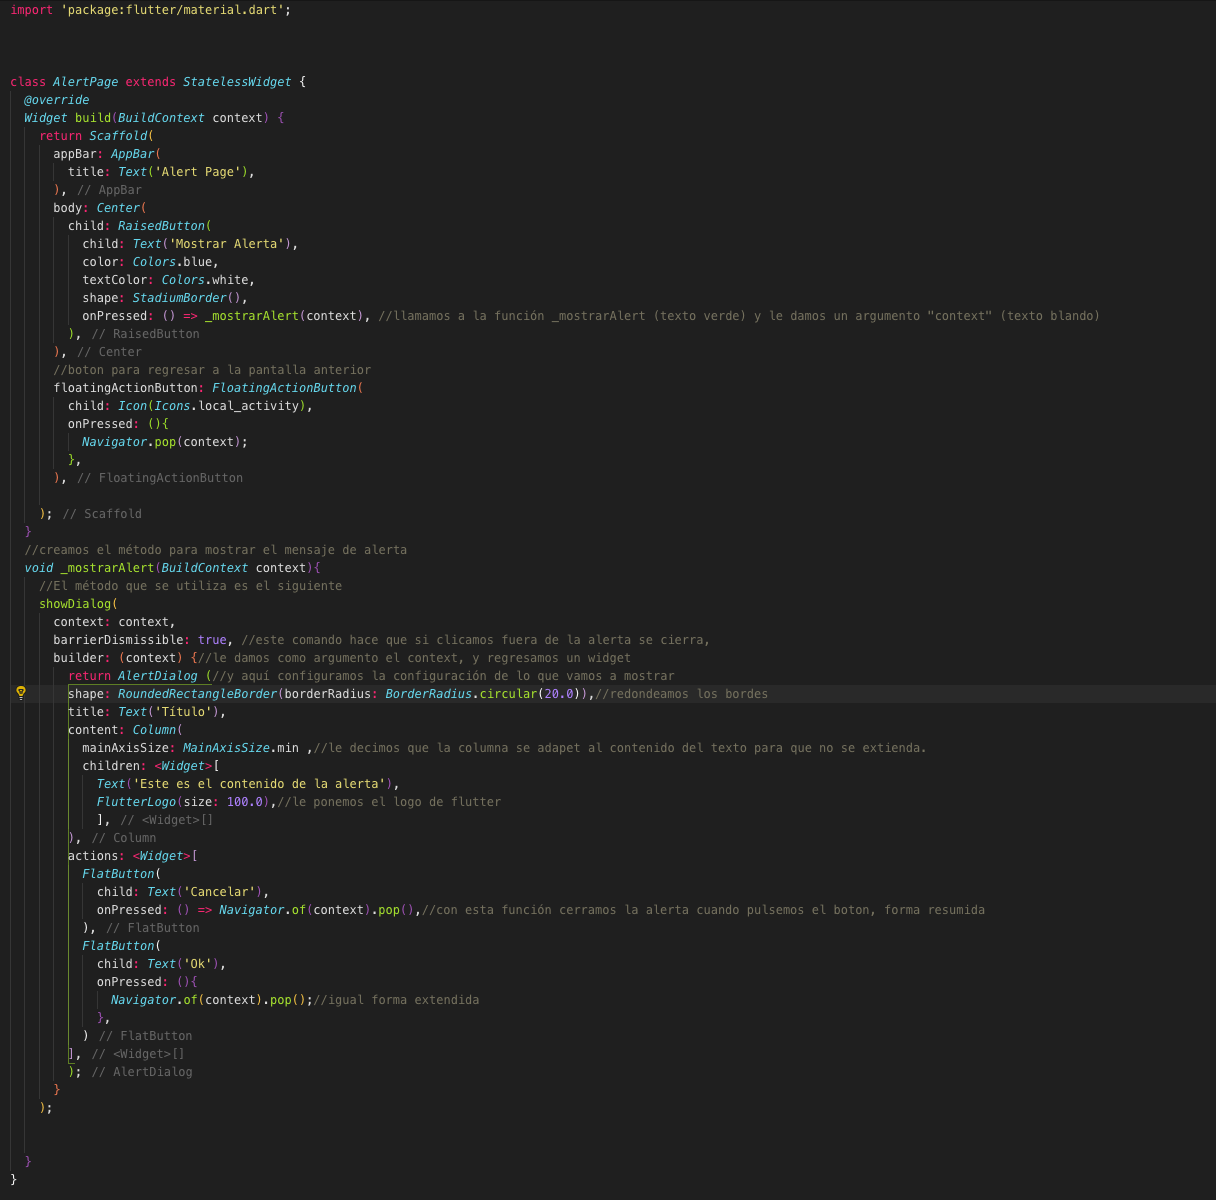 import 'package:flutter/material.dart';
class AlertPage extends StatelessWidget {
@override
Widget build(BuildContext context) {
return Scaffold(
appBar: AppBar(
title: Text('Alert Page'),
), // AppBar
body: Center(
child: RaisedButton(
child: Text('Mostrar Alerta'),
color: Colors.blue,
textColor: Colors.white,
shape: StadiumBorder(),
onPressed: () => _mostrarAlert(context), //llamamos a la función _mostrarAlert (texto verde) y le damos un argumento "context" (texto blando)
), // RaisedButton
), // Center
//boton para regresar a la pantalla anterior
floatingActionButton: FloatingActionButton(
child: Icon(Icons.local_activity),
onPressed: (){
Navigator.pop(context);
},
), // FloatingActionButton
); // Scaffold
}
//creamos el método para mostrar el mensaje de alerta
void _mostrarAlert(BuildContext context){
//El método que se utiliza es el siguiente
showDialog(
context: context,
barrierDismissible: true, //este comando hace que si clicamos fuera de la alerta se cierra,
builder: (context) {//le damos como argumento el context, y regresamos un widget
return AlertDialog (//y aquí configuramos la configuración de lo que vamos a mostrar
shape: RoundedRectangleBorder(borderRadius: BorderRadius.circular(20.0)),//redondeamos los bordes
title: Text('Título'),
content: Column(
mainAxisSize: MainAxisSize.min ,//le decimos que la columna se adapet al contenido del texto para que no se extienda.
children: <Widget>[
Text('Este es el contenido de la alerta'),
FlutterLogo(size: 100.0),//le ponemos el logo de flutter
], // <Widget>[]
), // Column
actions: <Widget>[
FlatButton(
child: Text('Cancelar'),
onPressed: () => Navigator.of(context).pop(),//con esta función cerramos la alerta cuando pulsemos el boton, forma resumida
), // FlatButton
FlatButton(
child: Text('Ok'),
onPressed: (){
Navigator.of(context).pop();//igual forma extendida
},
) // FlatButton
], // <Widget>[]
); // AlertDialog
}
);
}
}